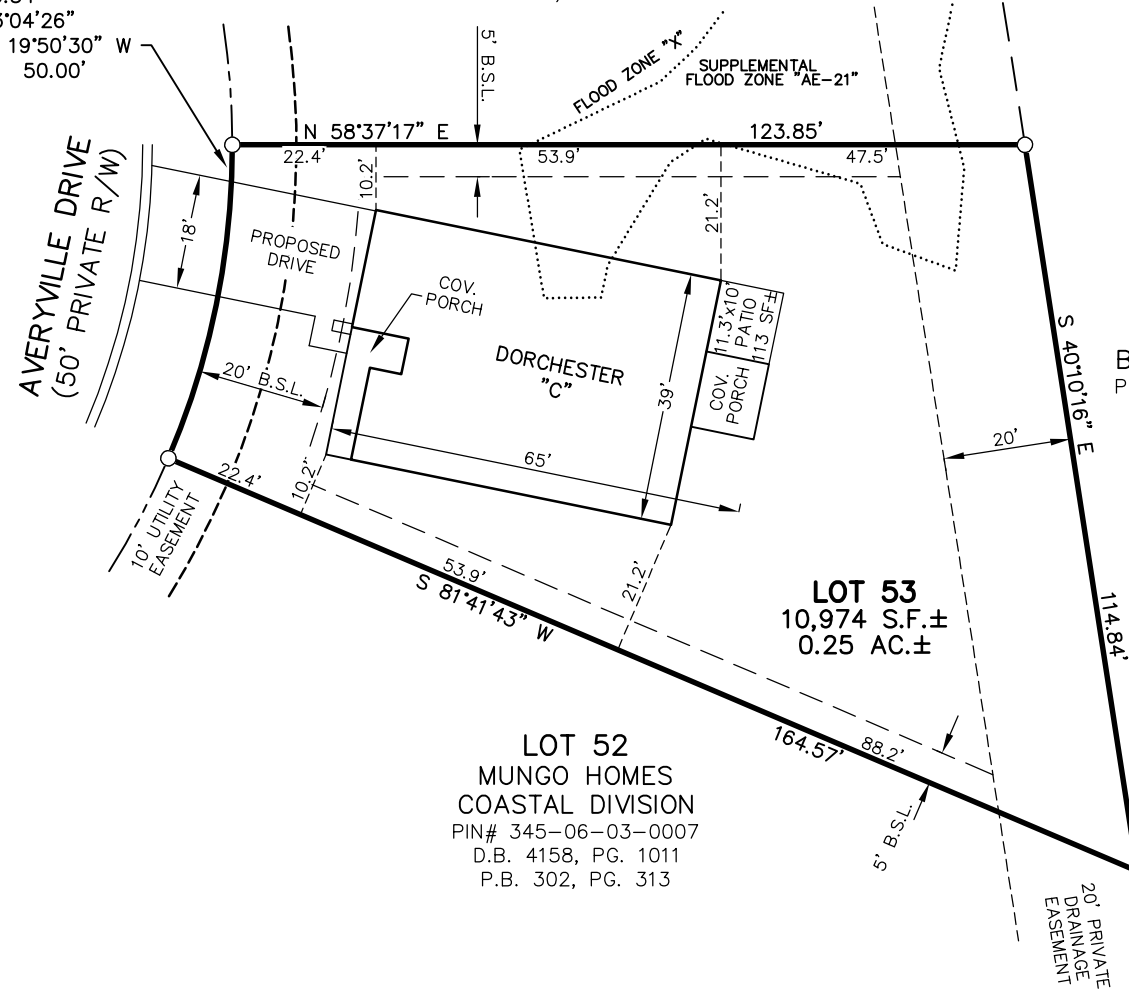 3°04'26"
19°50'30" W
50.00'
5' B.S.L.
FLOOD ZONE "X"
SUPPLEMENTAL
FLOOD ZONE "AE-21"
N 58°37'17" E
123.85'
22.4'
53.9'
47.5'
10.2'
21.2'
AVERYVILLE DRIVE
(50' PRIVATE R/W)
18'
PROPOSED
DRIVE
COV.
PORCH
DORCHESTER
"C"
39'
11.3'x10'
PATIO
113 SF±
COV.
PORCH
S 40°10'16" E
B
P
20' B.S.L.
65'
20'
22.4'
10.2'
10' UTILITY
EASEMENT
53.9'
S 81°41'43" W
21.2'
LOT 53
10,974 S.F.±
0.25 AC.±
114.84'
164.57'
88.2'
5' B.S.L.
LOT 52
MUNGO HOMES
COASTAL DIVISION
PIN# 345-06-03-0007
D.B. 4158, PG. 1011
P.B. 302, PG. 313
20' PRIVATE
DRAINAGE
EASEMENT